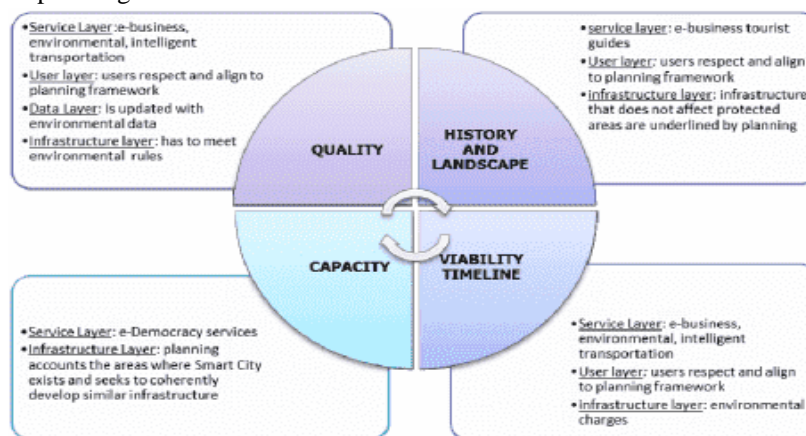 •Service Layer:e-business,
environmental, intelligent
transportation
•User layer: users respect and align to
planning framework
•Data Layer: is updated with
environmental data
•Infrastructure layer: has to meet
environmental rules
•service layer: e-business tourist
guides
•User layer: users respect and align
to planning framework
•infrastructure layer: infrastructure
that does not affect protected
areas are underlined by planning
QUALITY
HISTORY
AND
LANDSCAPE
CAPACITY
VIABILITY
TIMELINE
•Service Layer: e-Democracy services
•Infrastructure Layer: planning
accounts the areas where Smart City
exists and seeks to coherently
develop similar infrastructure
•Service Layer: e-business,
environmental, intelligent
transportation
•User layer: users respect and align
to planning framework
•infrastructure layer: environmental
charges